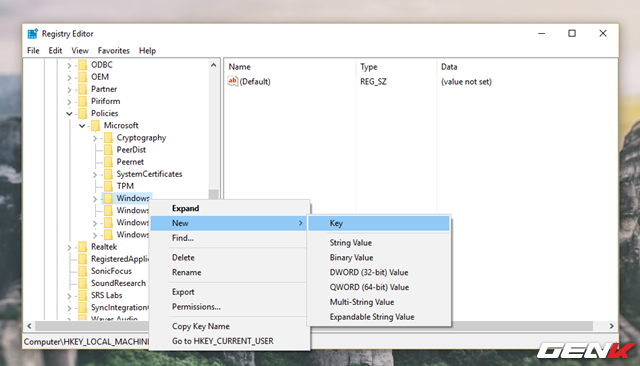 Registry Editor
File Edit View Favorites Help
ODBC
OEM
Partner
Piriform
Policies
Microsoft
Cryptography
PeerDist
Peernet
SystemCertificates
TPM
Windows
Windows
Windows
Windows
Realtek
RegisteredApplic
SonicFocus
SoundResearch
SRS Labs
SyncIntegration
Waves Audio
Name Type Data
ab (Default) REG_SZ (value not set)
Expand
New
Find...
Delete
Rename
Export
Permissions...
Copy Key Name
Go to HKEY_CURRENT_USER
Key
String Value
Binary Value
DWORD (32-bit) Value
QWORD (64-bit) Value
Multi-String Value
Expandable String Value
Computer\HKEY_LOCAL_MACHIN
GENK